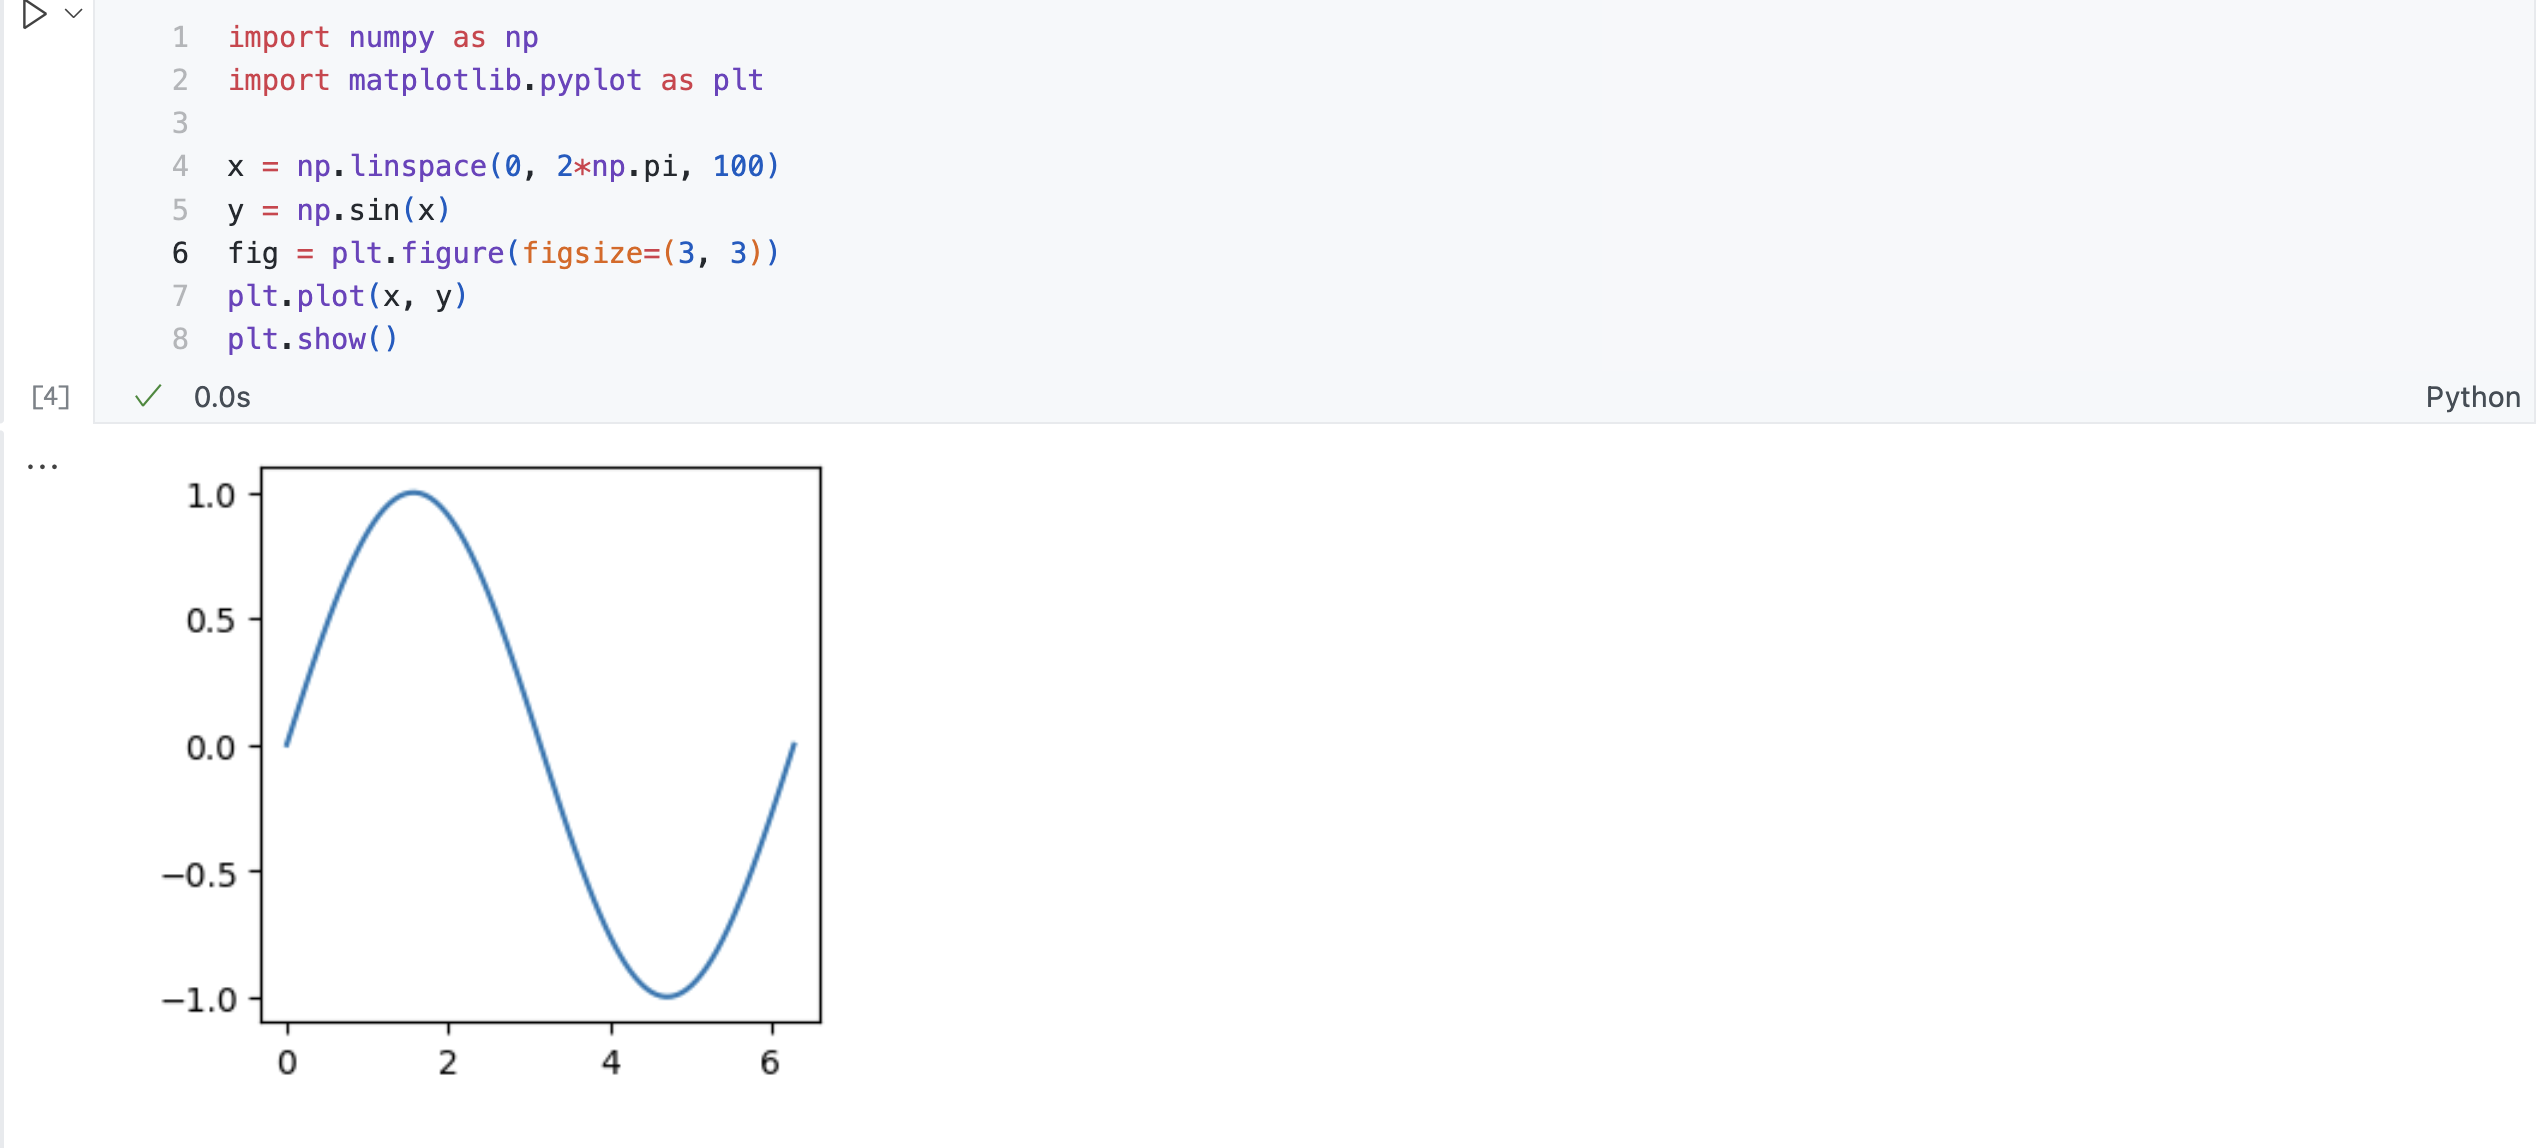 1 import numpy as np
2 import matplotlib.pyplot as plt
3
4 x = np.linspace(0, 2*np.pi, 100)
5 y = np.sin(x)
6 fig = plt.figure(figsize=(3, 3))
7 plt.plot(x, y)
8 plt.show()
[4] 0.0s Python
...
1.0
0.5
0.0
−0.5
−1.0
0 2 4 6